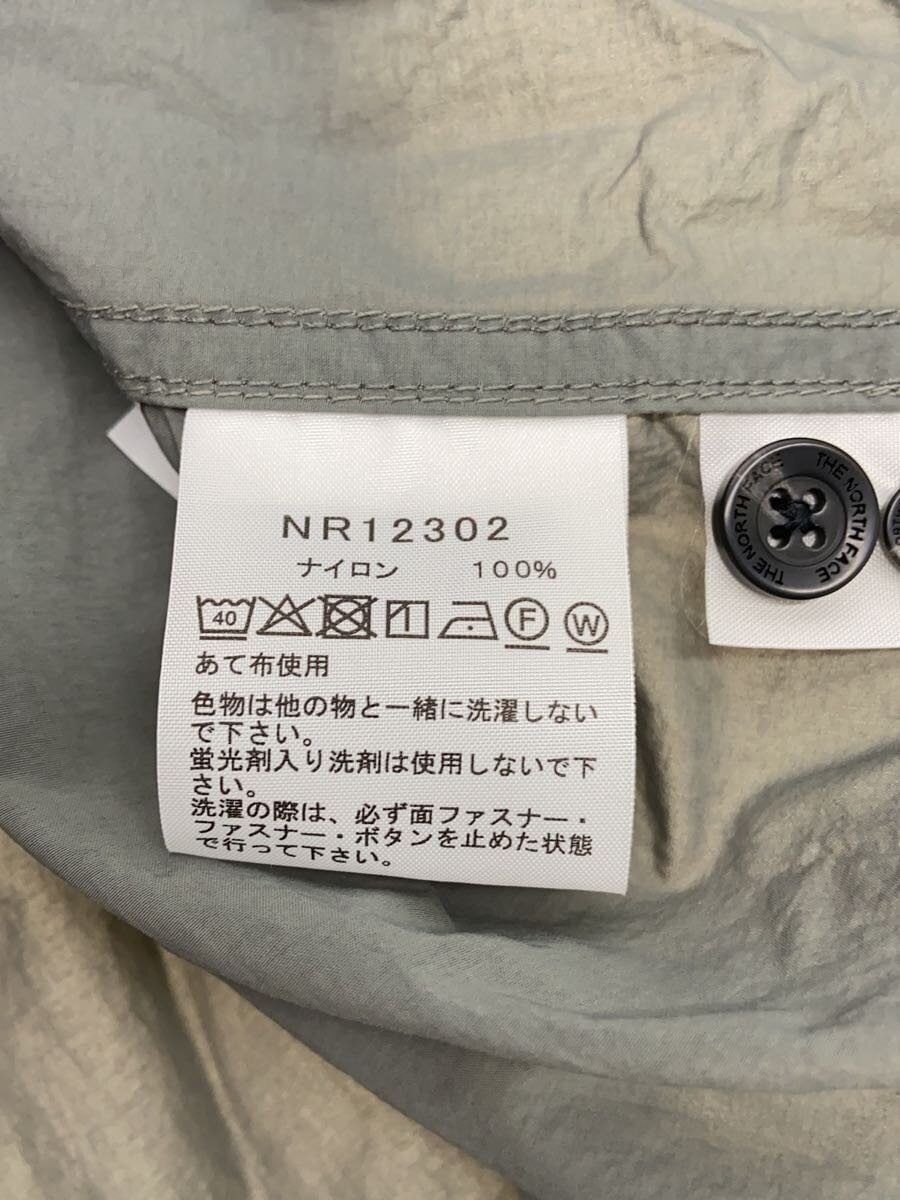 NR12302
ナイロン 100%
40 F W
あて布使用
色物は他の物と一緒に洗濯しない
で下さい。
蛍光剤入り洗剤は使用しないで下
さい。
洗濯の際は、必ず面ファスナー・
ファスナー・ボタンを止めた状態
で行って下さい。
THE NORTH FACE
THE NORTH FACE